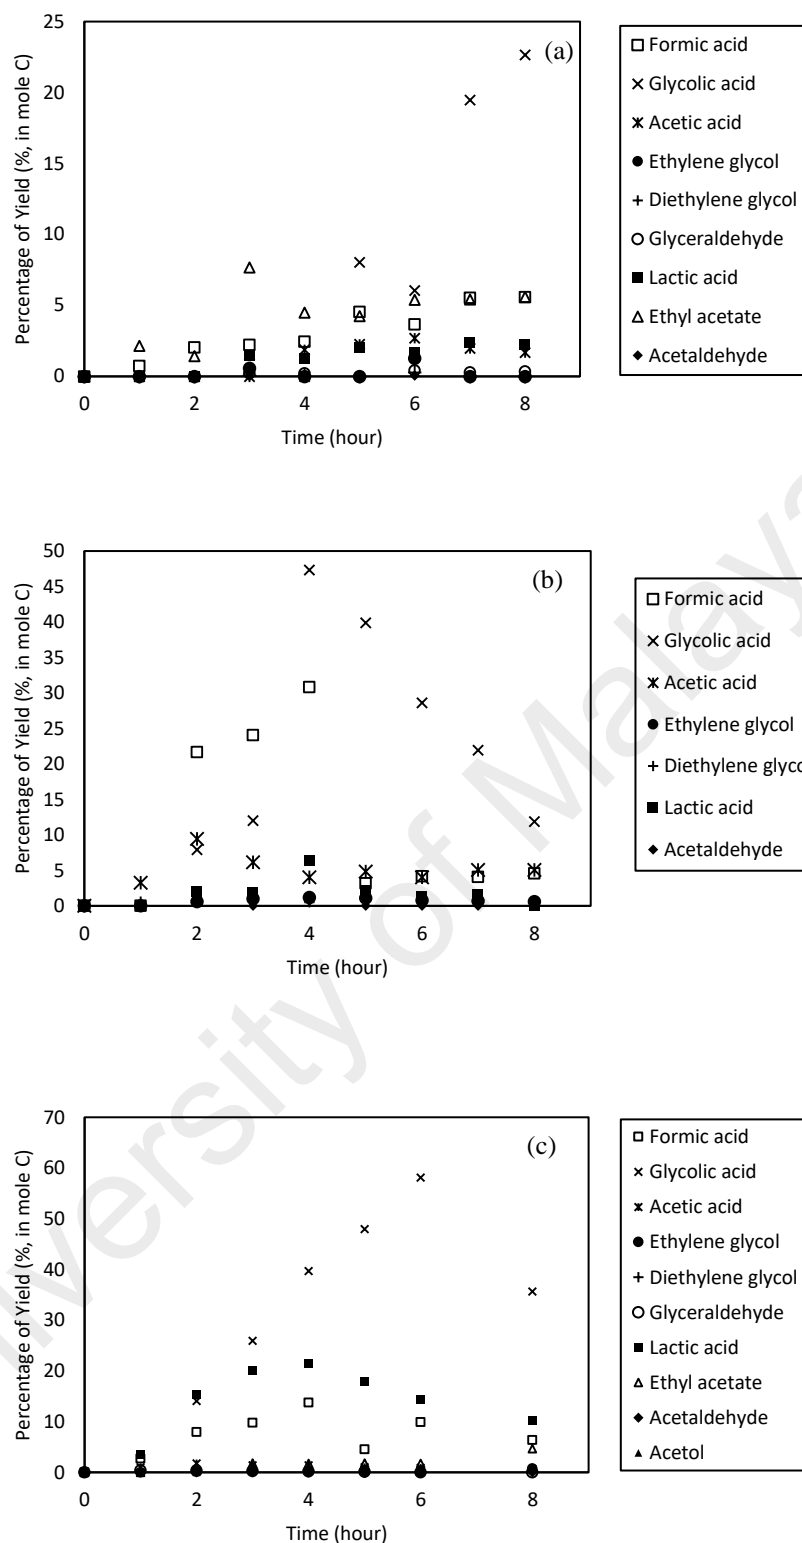 (a)
Percentage of Yield (%, in mole C)
25
20
15
10
5
0
0 2 4 6 8
Time (hour)
Formic acid
Glycolic acid
Acetic acid
Ethylene glycol
Diethylene glycol
Glyceraldehyde
Lactic acid
Ethyl acetate
Acetaldehyde
(b)
Percentage of Yield (%, in mole C)
50
45
40
35
30
25
20
15
10
5
0
0 2 4 6 8
Time (hour)
Formic acid
Glycolic acid
Acetic acid
Ethylene glycol
Diethylene glyco
Lactic acid
Acetaldehyde
(c)
Percentage of Yield (%, in mole C)
70
60
50
40
30
20
10
0
0 2 4 6 8
Time (hour)
Formic acid
Glycolic acid
Acetic acid
Ethylene glycol
Diethylene glycol
Glyceraldehyde
Lactic acid
Ethyl acetate
Acetaldehyde
Acetol
iversity of Malaya